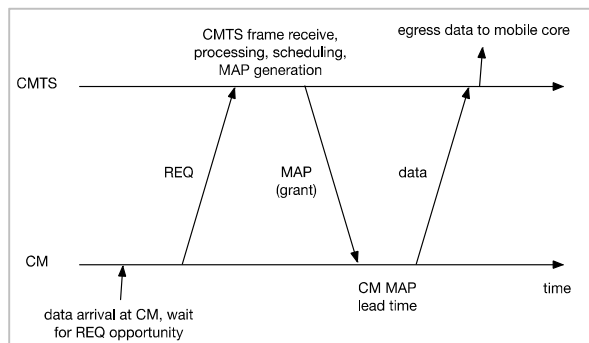 CMTS frame receive,
processing, scheduling,
MAP generation
egress data to mobile core
CMTS
REQ
MAP
(grant)
data
CM
CM MAP
lead time
time
data arrival at CM, wait
for REQ opportunity